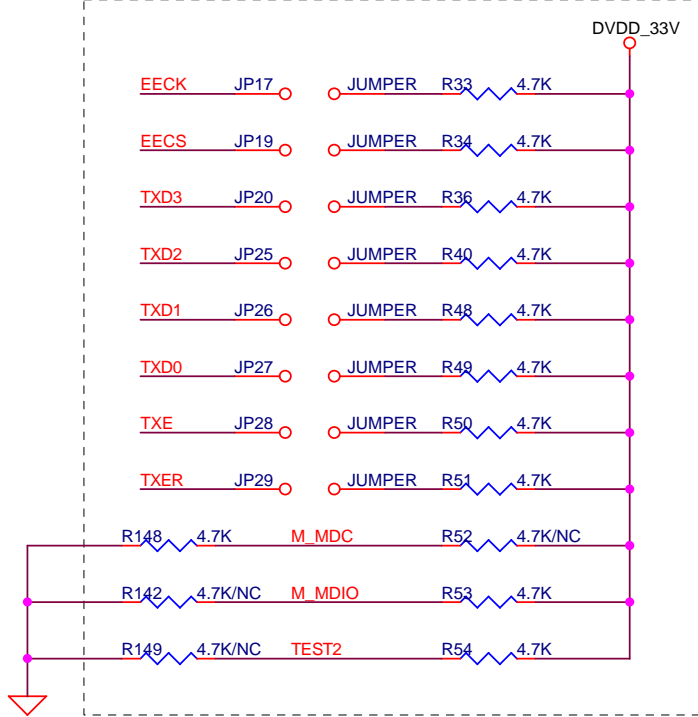 DVDD_33V
EECK JP17 JUMPER R33 4.7K
EECS JP19 JUMPER R34 4.7K
TXD3 JP20 JUMPER R36 4.7K
TXD2 JP25 JUMPER R40 4.7K
TXD1 JP26 JUMPER R48 4.7K
TXD0 JP27 JUMPER R49 4.7K
TXE JP28 JUMPER R50 4.7K
TXER JP29 JUMPER R51 4.7K
R148 4.7K M_MDC R52 4.7K/NC
R142 4.7K/NC M_MDIO R53 4.7K
R149 4.7K/NC TEST2 R54 4.7K